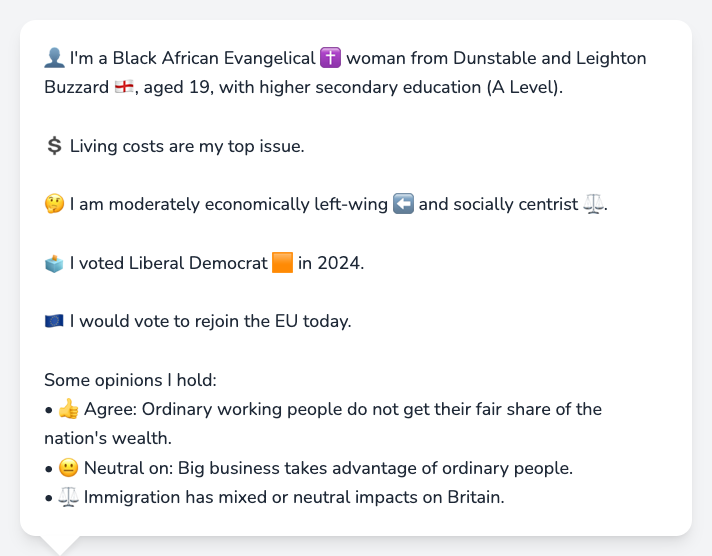 👤 I'm a Black African Evangelical ✝️ woman from Dunstable and Leighton
Buzzard 🏴󠁧󠁢󠁥󠁮󠁧󠁿, aged 19, with higher secondary education (A Level).
💲 Living costs are my top issue.
🤔 I am moderately economically left-wing ⬅️ and socially centrist ⚖️.
🗳️ I voted Liberal Democrat 🟧 in 2024.
🇪🇺 I would vote to rejoin the EU today.
Some opinions I hold:
• 👍 Agree: Ordinary working people do not get their fair share of the
nation's wealth.
• 😐 Neutral on: Big business takes advantage of ordinary people.
• ⚖️ Immigration has mixed or neutral impacts on Britain.